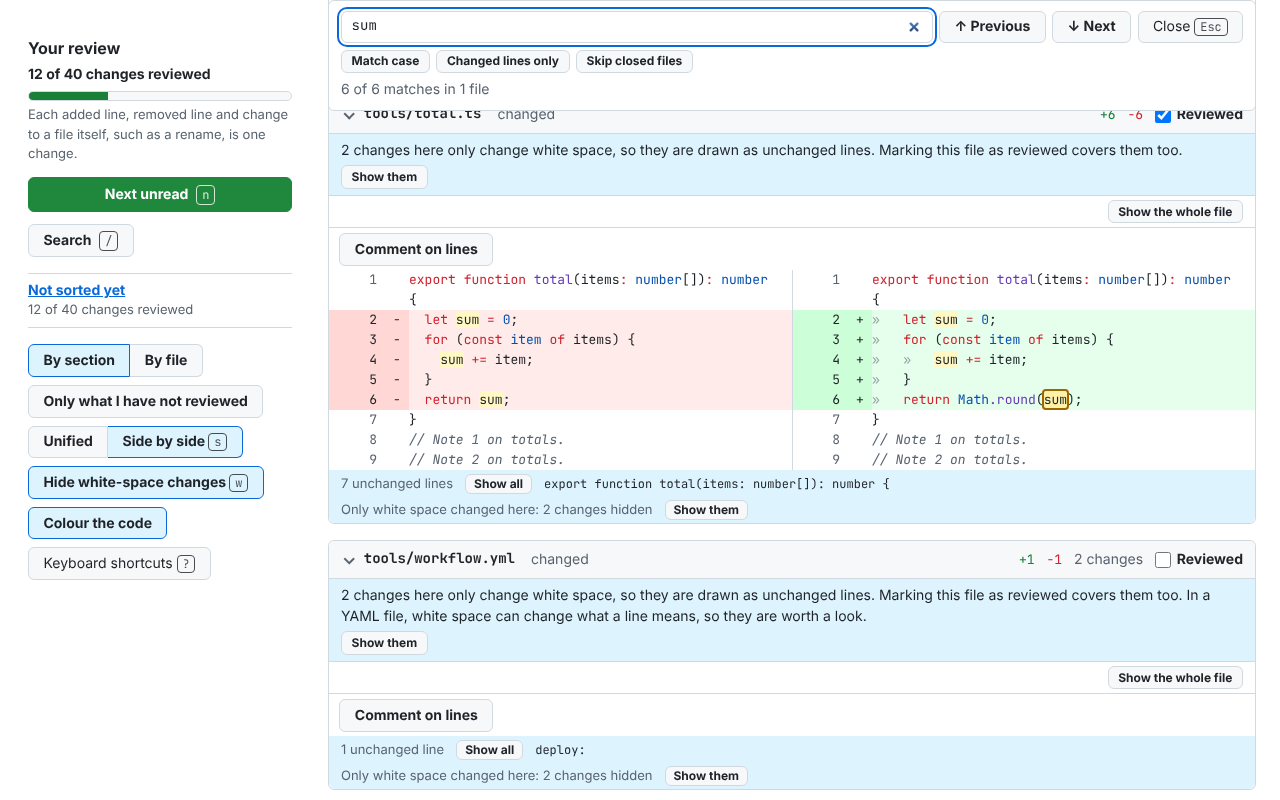 Your review
12 of 40 changes reviewed
Each added line, removed line and change
to a file itself, such as a rename, is one
change.
Next unread n
Search /
Not sorted yet
12 of 40 changes reviewed
By section By file
Only what I have not reviewed
Unified Side by side s
Hide white-space changes w
Colour the code
Keyboard shortcuts ?
sum × ↑ Previous ↓ Next Close Esc
Match case Changed lines only Skip closed files
6 of 6 matches in 1 file
tools/total.ts changed +6 -6 Reviewed
2 changes here only change white space, so they are drawn as unchanged lines. Marking this file as reviewed covers them too.
Show them
Show the whole file
Comment on lines
1 export function total(items: number[]): number
{
2 - let sum = 0;
3 - for (const item of items) {
4 - sum += item;
5 - }
6 - return sum;
7 }
8 // Note 1 on totals.
9 // Note 2 on totals.
1 export function total(items: number[]): number
{
2 + » let sum = 0;
3 + » for (const item of items) {
4 + » » sum += item;
5 + » }
6 + » return Math.round(sum);
7 }
8 // Note 1 on totals.
9 // Note 2 on totals.
7 unchanged lines Show all export function total(items: number[]): number {
Only white space changed here: 2 changes hidden Show them
tools/workflow.yml changed +1 -1 2 changes Reviewed
2 changes here only change white space, so they are drawn as unchanged lines. Marking this file as reviewed covers them too. In a
YAML file, white space can change what a line means, so they are worth a look.
Show them
Show the whole file
Comment on lines
1 unchanged line Show all deploy:
Only white space changed here: 2 changes hidden Show them